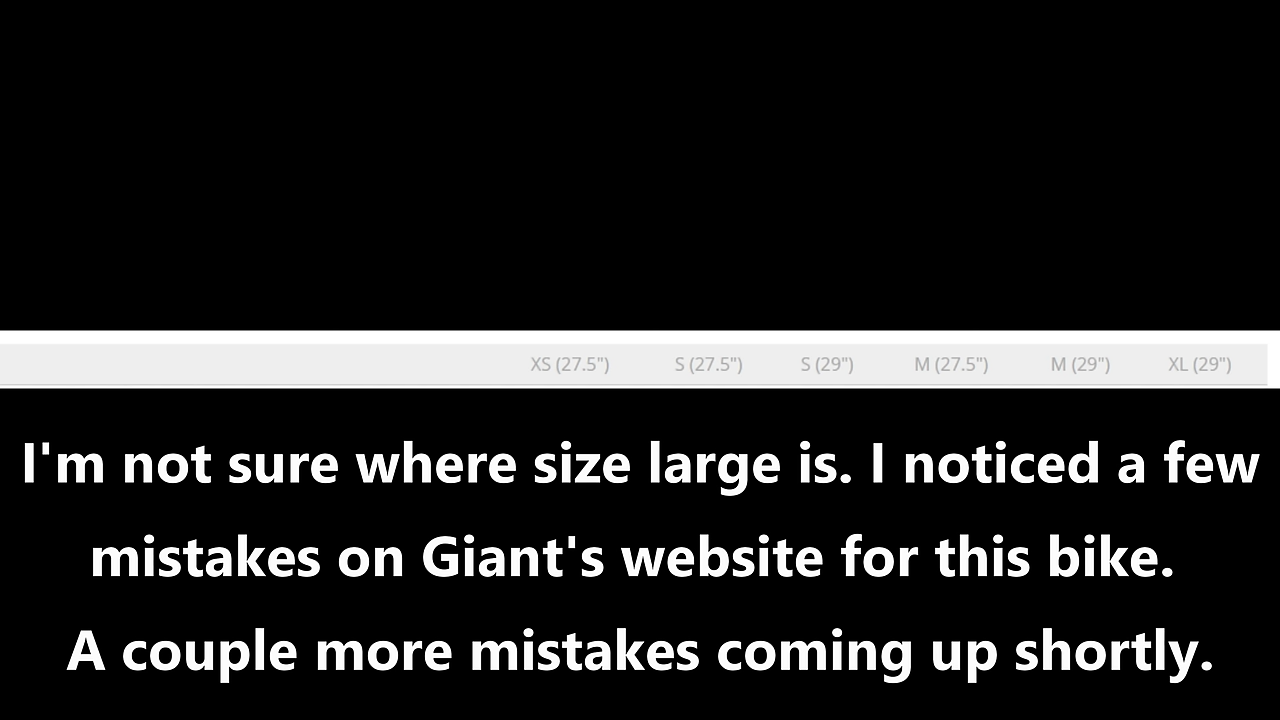 XS (27.5") S (27.5") S (29") M (27.5") M (29") XL (29")
I'm not sure where size large is. I noticed a few
mistakes on Giant's website for this bike.
A couple more mistakes coming up shortly.